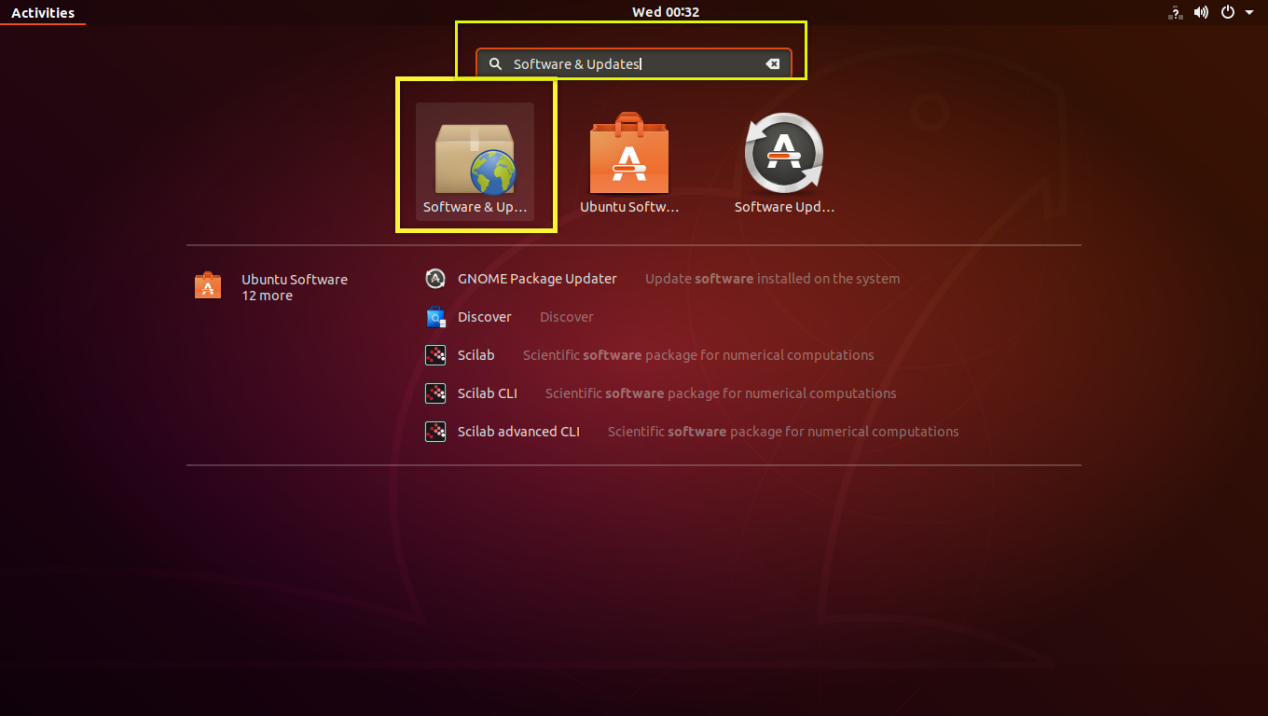 Activities
Wed 00:32
?
Software & Updates
Software & Up...
Ubuntu Softw...
Software Upd...
Ubuntu Software
12 more
GNOME Package Updater Update software installed on the system
Discover Discover
Scilab Scientific software package for numerical computations
Scilab CLI Scientific software package for numerical computations
Scilab advanced CLI Scientific software package for numerical computations